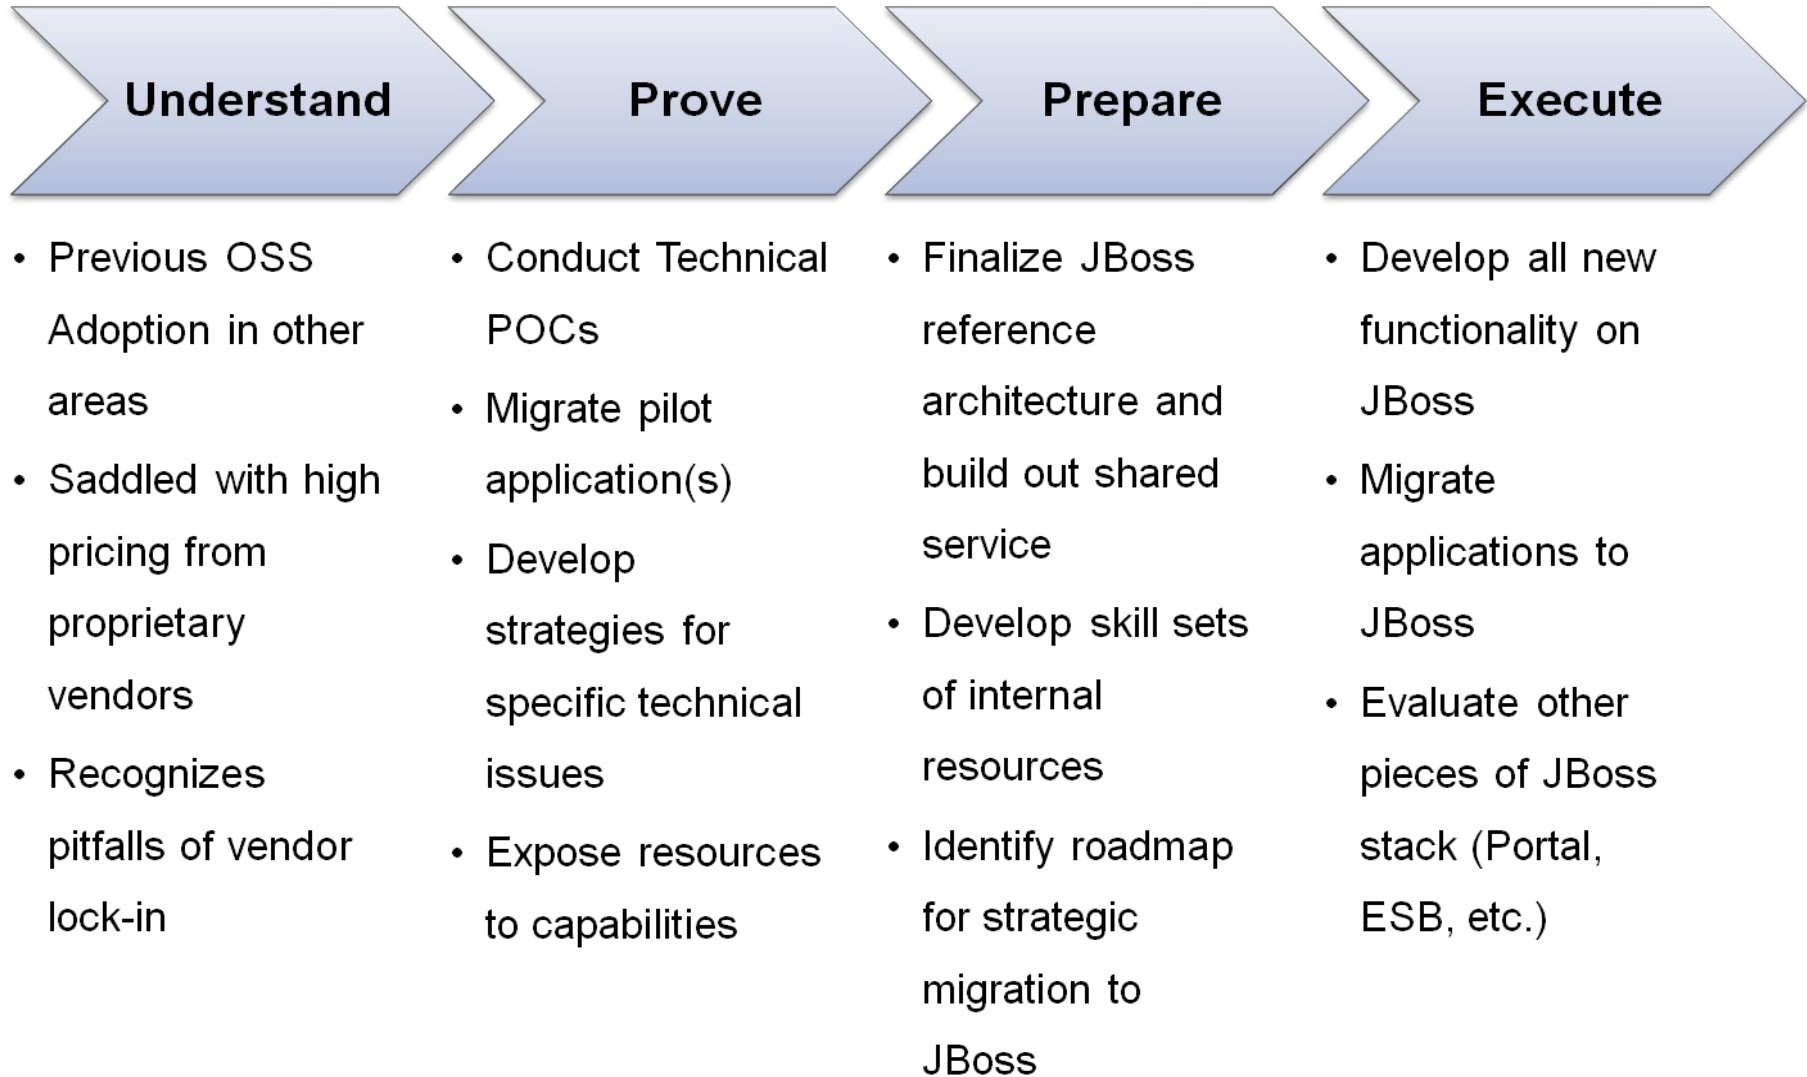 Understand
Prove
Prepare
Execute
• Previous OSS
Adoption in other
areas
• Saddled with high
pricing from
proprietary
vendors
• Recognizes
pitfalls of vendor
lock-in
• Conduct Technical
POCs
• Migrate pilot
application(s)
• Develop
strategies for
specific technical
issues
• Expose resources
to capabilities
• Finalize JBoss
reference
architecture and
build out shared
service
• Develop skill sets
of internal
resources
• Identify roadmap
for strategic
migration to
JBoss
• Develop all new
functionality on
JBoss
• Migrate
applications to
JBoss
• Evaluate other
pieces of JBoss
stack (Portal,
ESB, etc.)